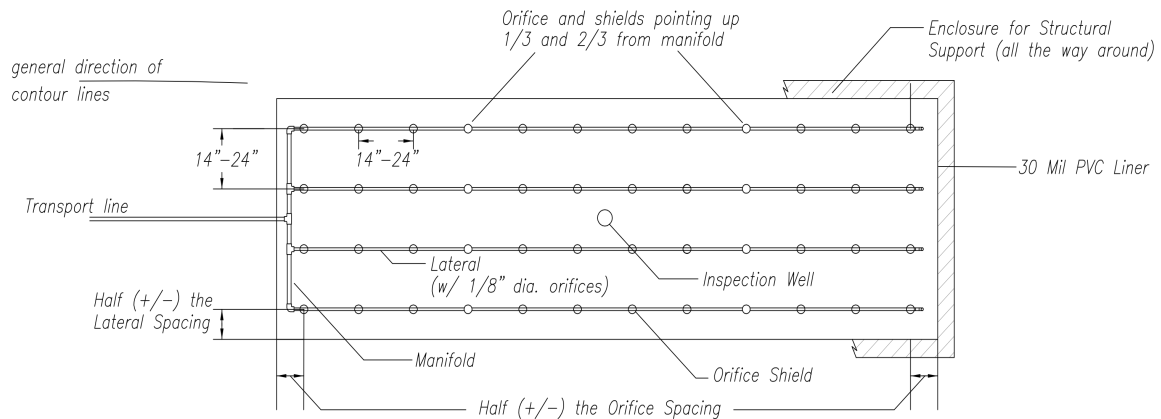 Orifice and shields pointing up
1/3 and 2/3 from manifold
Enclosure for Structural
Support (all the way around)
general direction of
contour lines
14"-24"
14"-24"
30 Mil PVC Liner
Transport line
Lateral
(w/ 1/8" dia. orifices)
Inspection Well
Half (+/-) the
Lateral Spacing
Manifold
Orifice Shield
Half (+/-) the Orifice Spacing